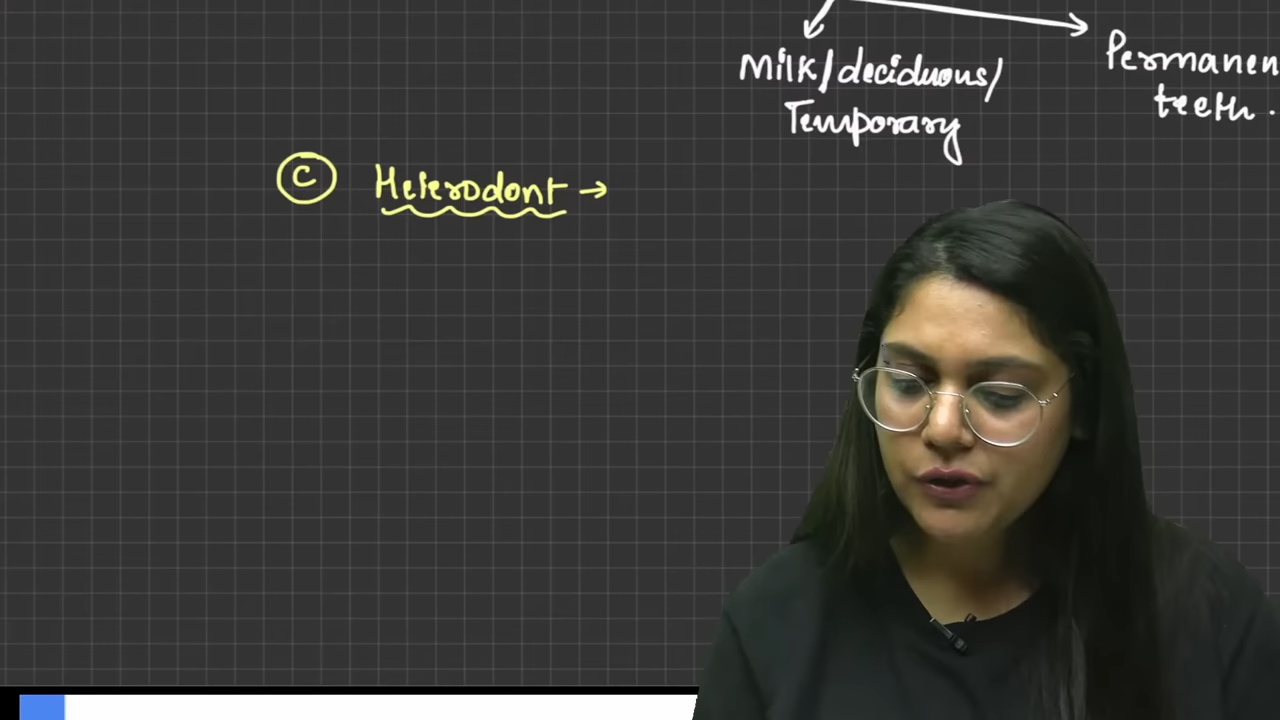 Milk/deciduous/
Temporary
Permanen
teeth.
C Heterodont →